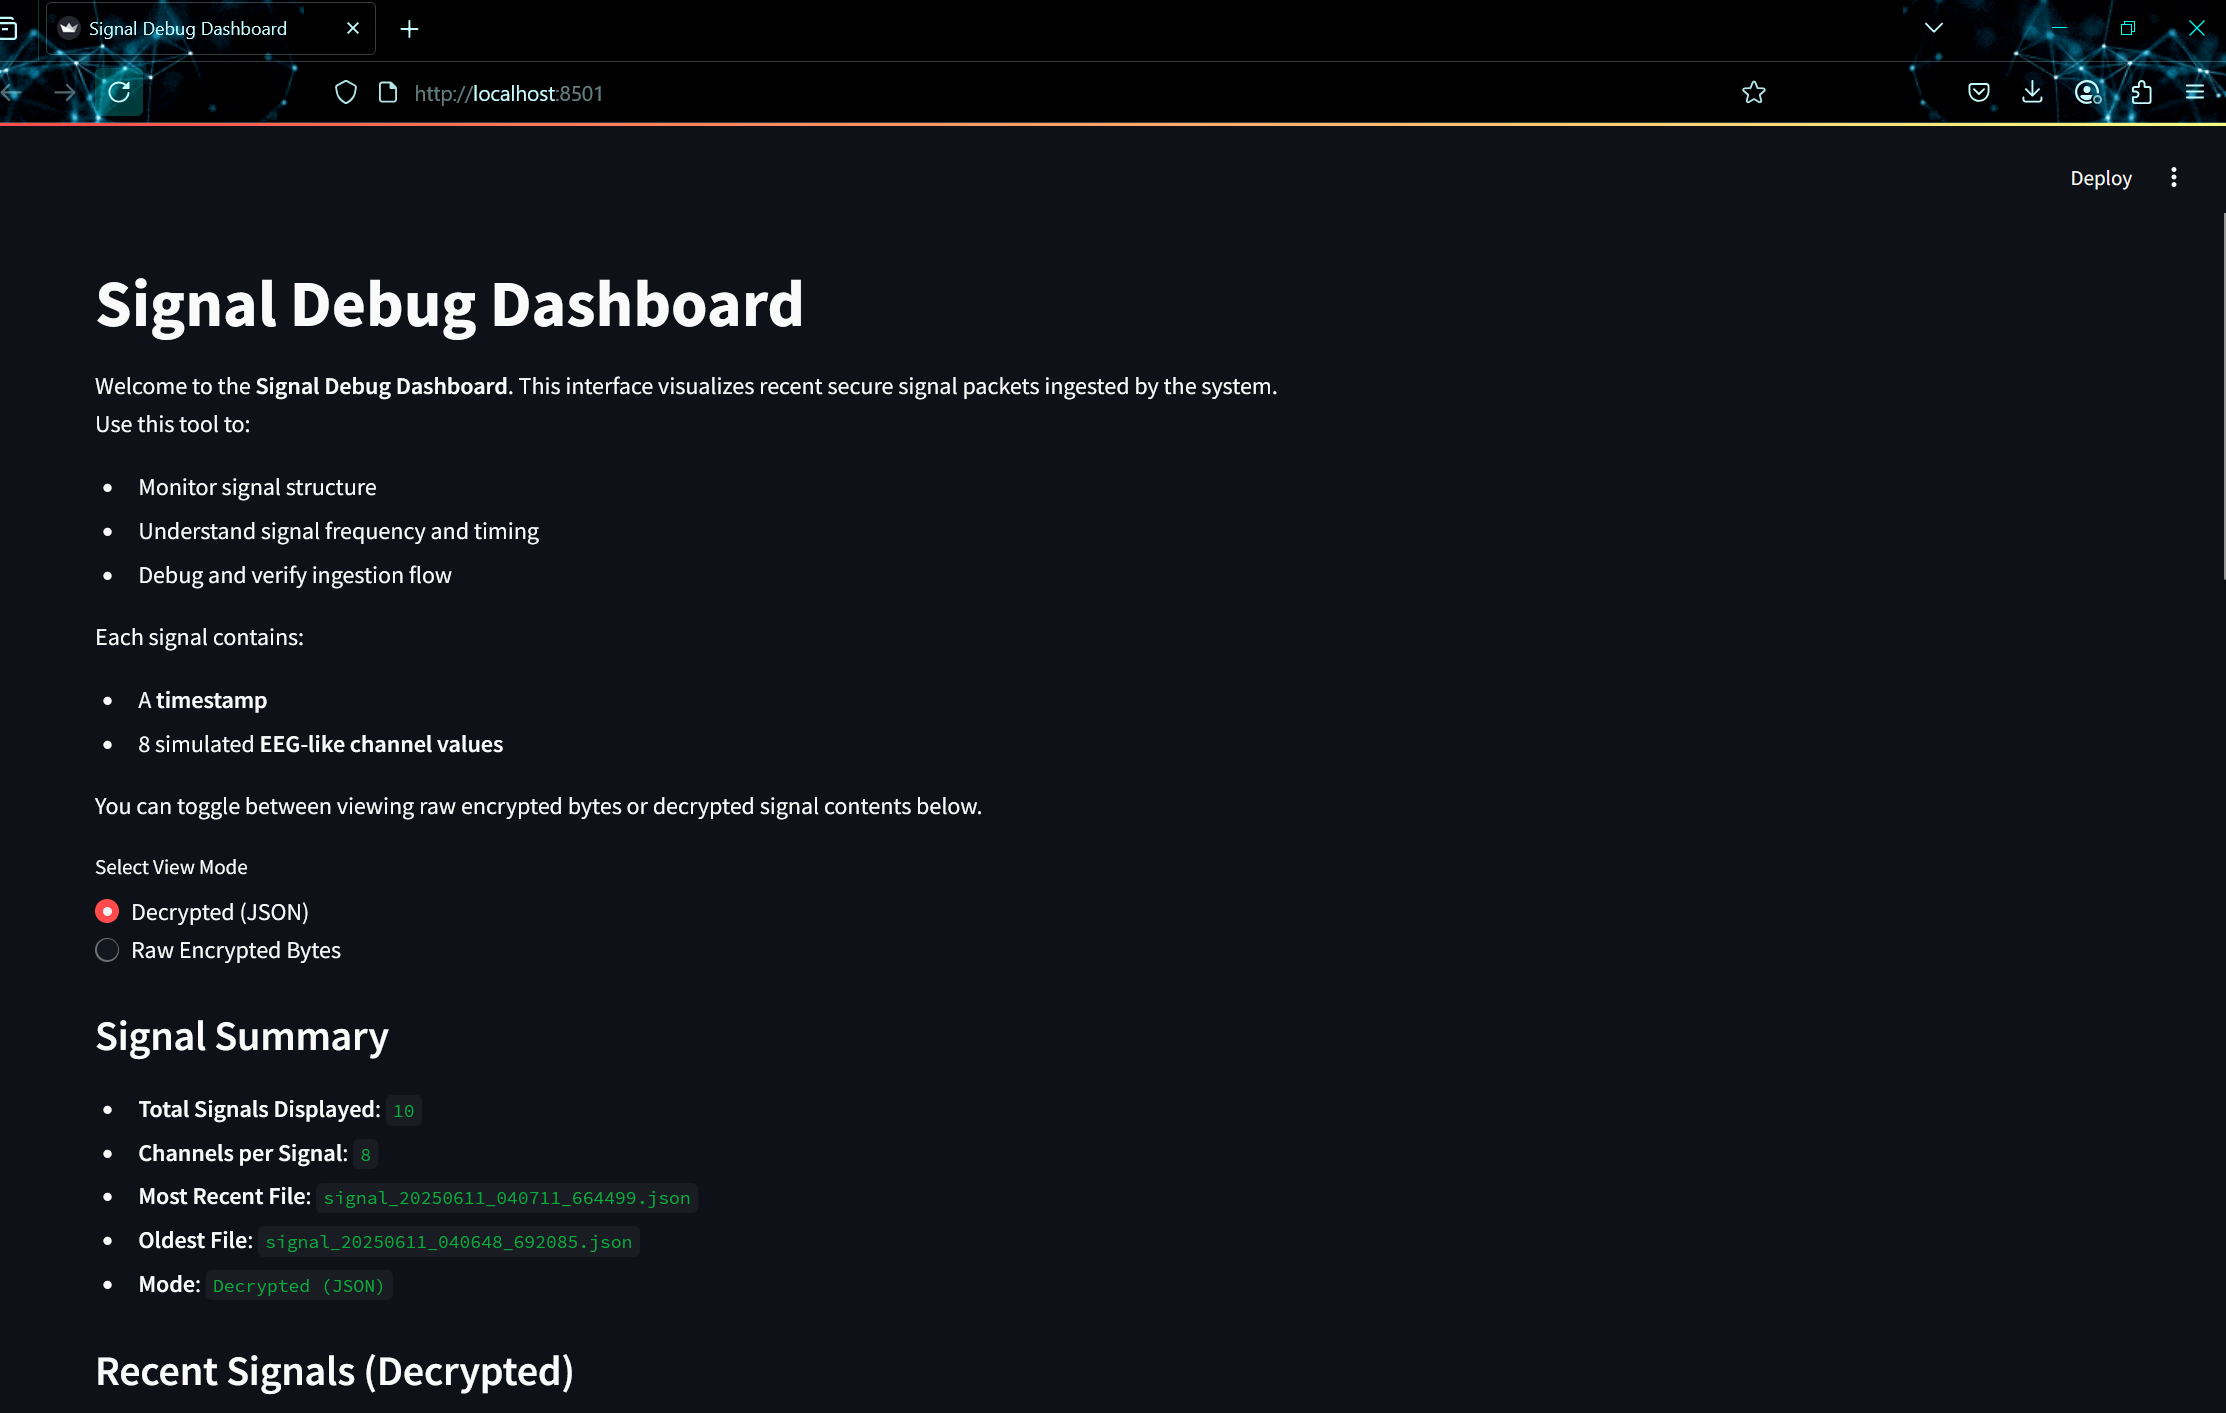 Signal Debug Dashboard
http://localhost:8501
Deploy
Signal Debug Dashboard
Welcome to the Signal Debug Dashboard. This interface visualizes recent secure signal packets ingested by the system.
Use this tool to:
Monitor signal structure
Understand signal frequency and timing
Debug and verify ingestion flow
Each signal contains:
A timestamp
8 simulated EEG-like channel values
You can toggle between viewing raw encrypted bytes or decrypted signal contents below.
Select View Mode
Decrypted (JSON)
Raw Encrypted Bytes
Signal Summary
Total Signals Displayed: 10
Channels per Signal: 8
Most Recent File: signal_20250611_040711_664499.json
Oldest File: signal_20250611_040648_692085.json
Mode: Decrypted (JSON)
Recent Signals (Decrypted)